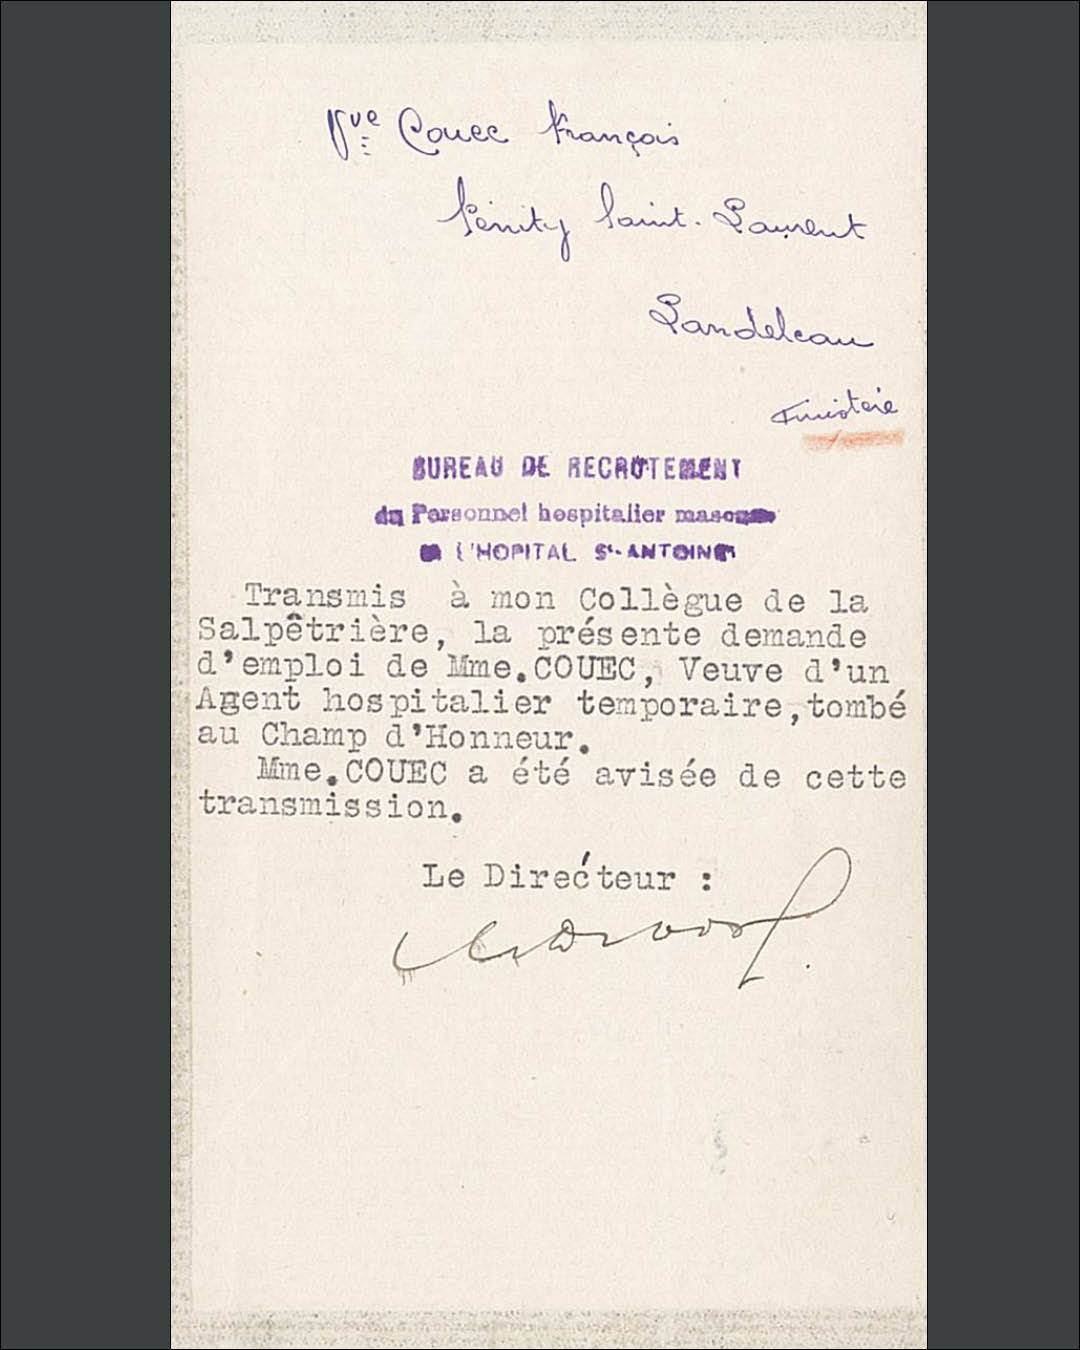 Vve Couec François
Pénity Saint-Laurent
Landeleau
Finistère
BUREAU DE RECRUTEMENT
du Personnel hospitalier
L'HOPITAL St-ANTOINE
Transmis à mon Collègue de la
Salpêtrière, la présente demande
d'emploi de Mme.COUEC, Veuve d'un
Agent hospitalier temporaire,tombé
au Champ d'Honneur.
Mme.COUEC a été avisée de cette
transmission.
Le Directeur :